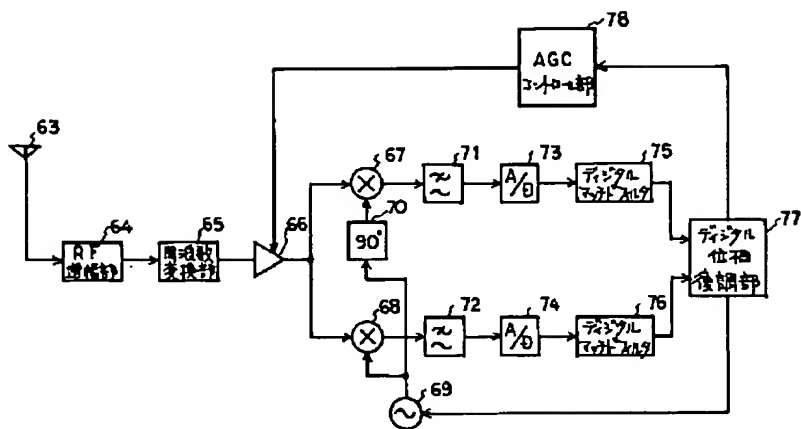 78
AGC
コントロール部
63
67
71
73
75
A/D
ディジタル
マッチドフィルタ
64
65
66
70
77
RF
増幅部
周波数
変換部
90°
ディジタル
位相
復調部
68
72
74
76
A/D
ディジタル
マッチドフィルタ
69